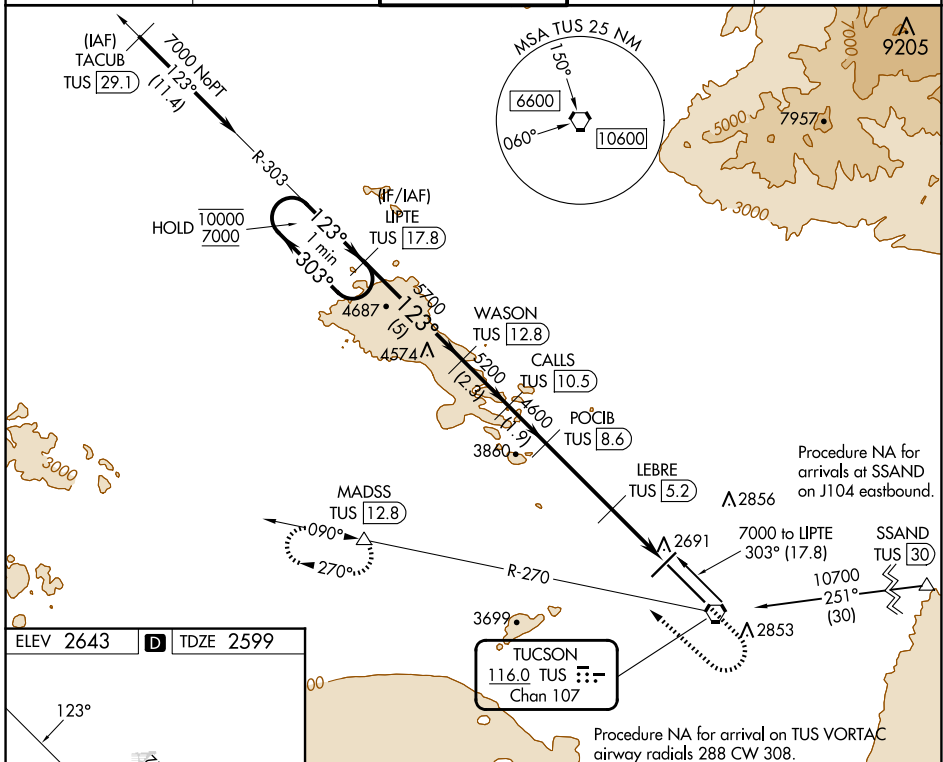 (IAF)
TACUB
TUS 29.1
7000 NoPT
123°
(11.4)
R-303
MSA TUS 25 NM
150°
6600
060°
10600
9205
7000
7957
5000
3000
HOLD 10000
7000
123°
1 min
303°
(IF/IAF)
LIPTE
TUS 17.8
4687
5700
123°
(5)
4574
WASON
TUS 12.8
5200
(2.3)
CALLS
TUS 10.5
4600
(1.9)
POCIB
TUS 8.6
3860
3000
LEBRE
TUS 5.2
2856
Procedure NA for
arrivals at SSAND
on J104 eastbound.
MADSS
TUS 12.8
090°
270°
R-270
2691
7000 to LIPTE
303° (17.8)
SSAND
TUS 30
10700
251°
(30)
3699
2853
TUCSON
116.0 TUS
Chan 107
ELEV 2643
D
TDZE 2599
123°
00
Procedure NA for arrival on TUS VORTAC
airway radials 288 CW 308.